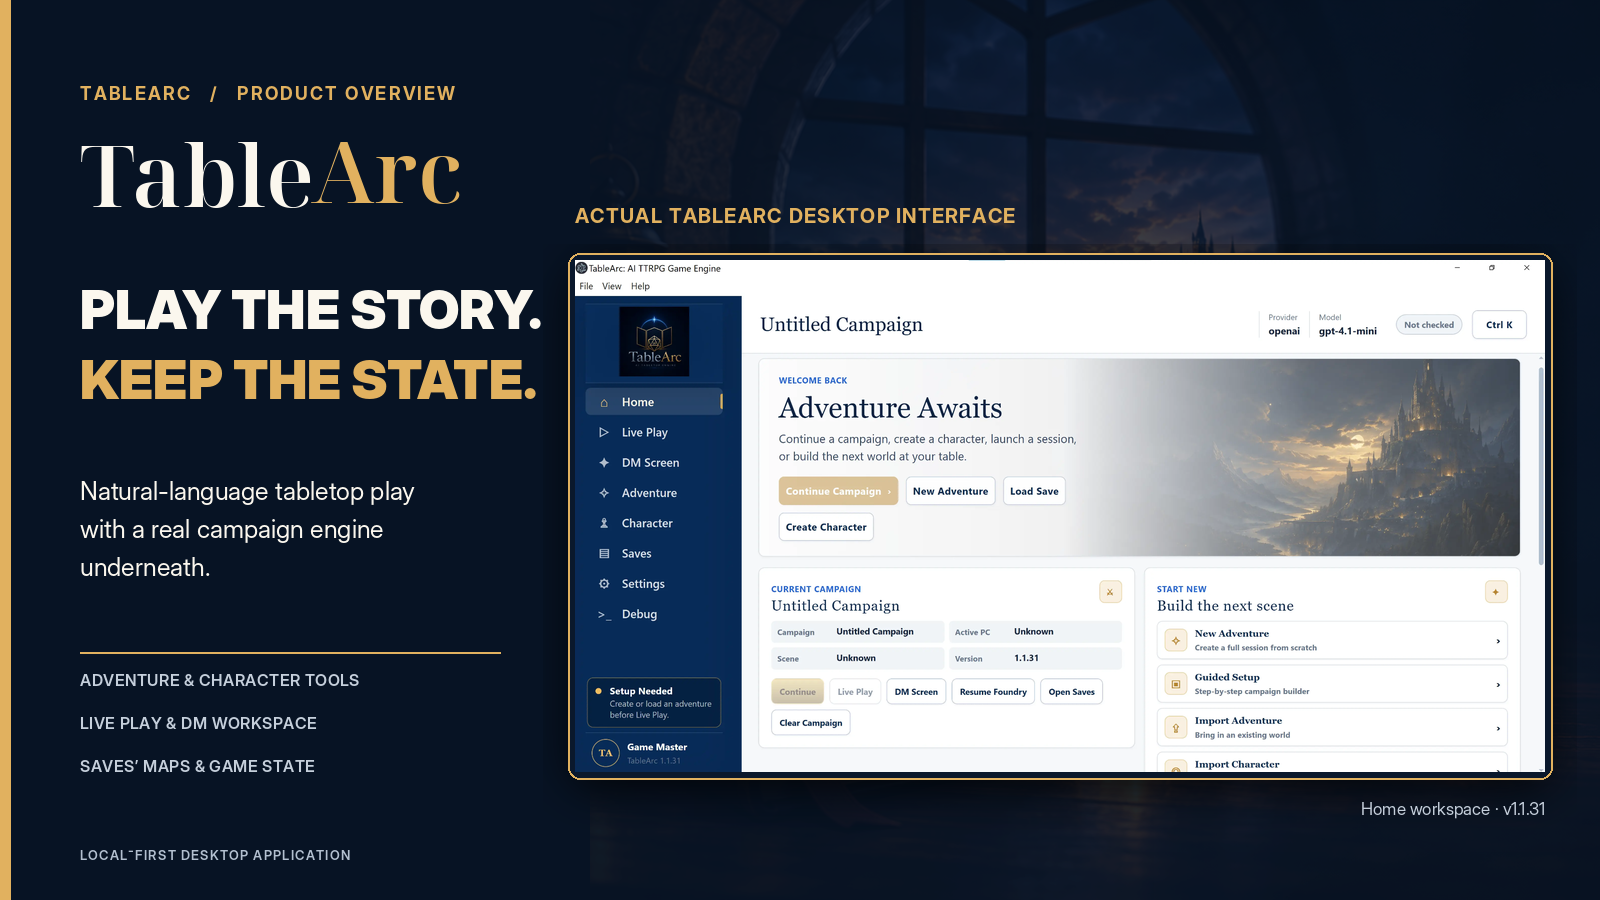 TABLEARC / PRODUCT OVERVIEW
TableArc
PLAY THE STORY.
KEEP THE STATE.
Natural-language tabletop play
with a real campaign engine
underneath.
ADVENTURE & CHARACTER TOOLS
LIVE PLAY & DM WORKSPACE
SAVES’ MAPS & GAME STATE
LOCAL¯FIRST DESKTOP APPLICATION
ACTUAL TABLEARC DESKTOP INTERFACE
TableArc: AI TTRPG Game Engine
File View Help
TableArc
Home
Live Play
DM Screen
Adventure
Character
Saves
Settings
>_ Debug
Setup Needed
Create or load an adventure
before Live Play.
TA
Game Master
TableArc 1.1.31
Untitled Campaign
Provider
openai
Model
gpt-4.1-mini
Not checked
Ctrl K
WELCOME BACK
Adventure Awaits
Continue a campaign, create a character, launch a session,
or build the next world at your table.
Continue Campaign ›
New Adventure
Load Save
Create Character
CURRENT CAMPAIGN
Untitled Campaign
Campaign Untitled Campaign
Active PC Unknown
Scene Unknown
Version 1.1.31
Continue
Live Play
DM Screen
Resume Foundry
Open Saves
Clear Campaign
START NEW
Build the next scene
New Adventure
Create a full session from scratch
Guided Setup
Step-by-step campaign builder
Import Adventure
Bring in an existing world
Import Character
Home workspace · v1.1.31